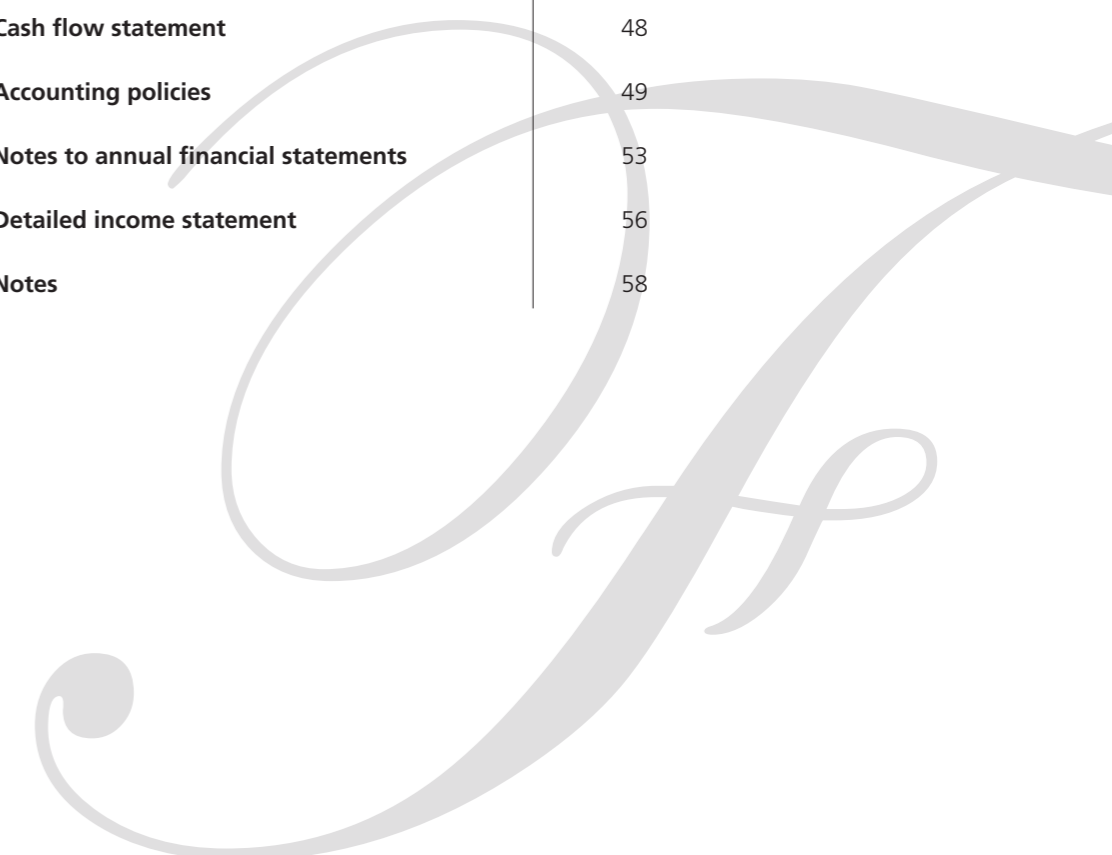 Cash flow statement 48
Accounting policies 49
Notes to annual financial statements 53
Detailed income statement 56
Notes 58